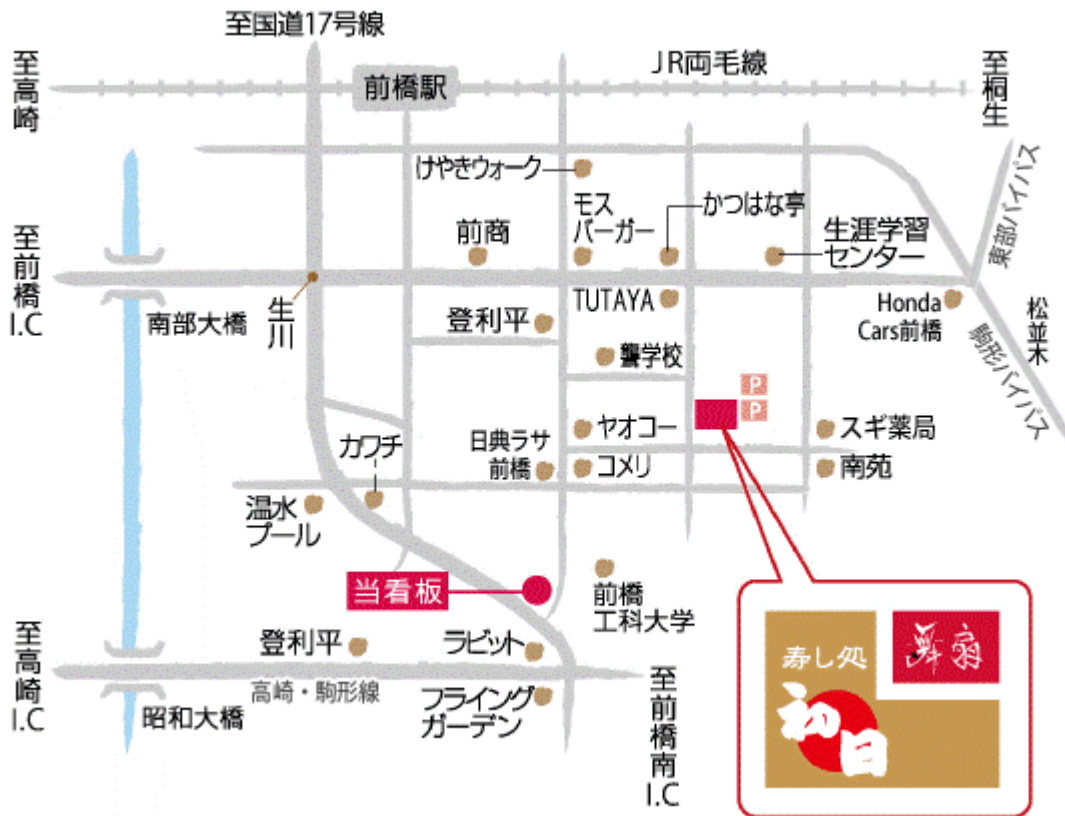 至国道17号線
至高崎
前橋駅
JR両毛線
至桐生
けやきウォーク
モス
バーガー
かつはな亭
前商
生涯学習
センター
東部バイパス
至前橋I.C
南部大橋
生川
TUTAYA
登利平
Honda
Cars前橋
松並木
駒形バイパス
聾学校
P
P
カワチ
日典ラサ
前橋
ヤオコー
コメリ
スギ薬局
南苑
温水
プール
当看板
前橋
工科大学
至高崎I.C
登利平
ラビット
高崎・駒形線
昭和大橋
フライング
ガーデン
至前橋南I.C
寿し処
初日